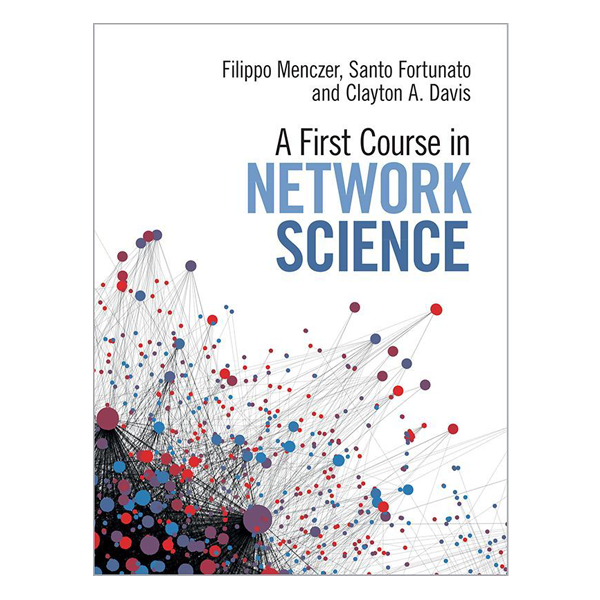 Filippo Menczer, Santo Fortunato
and Clayton A. Davis
A First Course in
NETWORK
SCIENCE